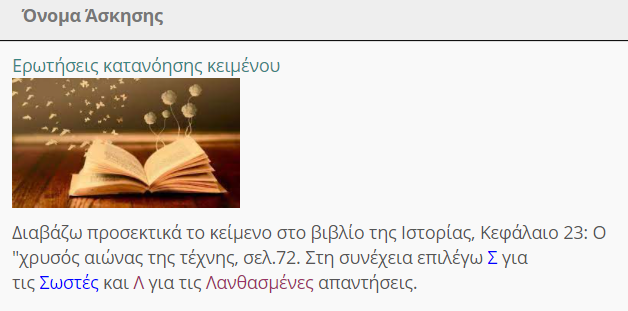 Όνομα Άσκησης
Ερωτήσεις κατανόησης κειμένου
Διαβάζω προσεκτικά το κείμενο στο βιβλίο της Ιστορίας, Κεφάλαιο 23: Ο
"χρυσός αιώνας της τέχνης, σελ.72. Στη συνέχεια επιλέγω Σ για
τις Σωστές και Λ για τις Λανθασμένες απαντήσεις.